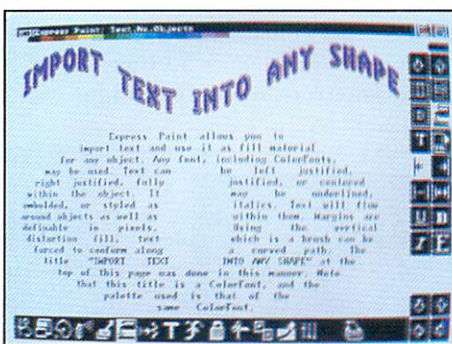 Express Paint: Text.Nr.Objects
IMPORT TEXT INTO ANY SHAPE
Express Paint allows you to
import text and use it as fill material
for any object. Any font, including ColorFonts,
may be used. Text can be left justified,
right justified, fully justified, or centered
within the object. It may be underlined,
embolded, or styled as italics. Text will flow
around objects as well as within them. Margins are
definable in pixels. Using the vertical
distortion fill, text which is a brush can be
forced to conform along a curved path. The
title "IMPORT TEXT INTO ANY SHAPE" at the
top of this page was done in this manner. Note
that this title is a ColorFont, and the
palette used is that of the
same ColorFont.